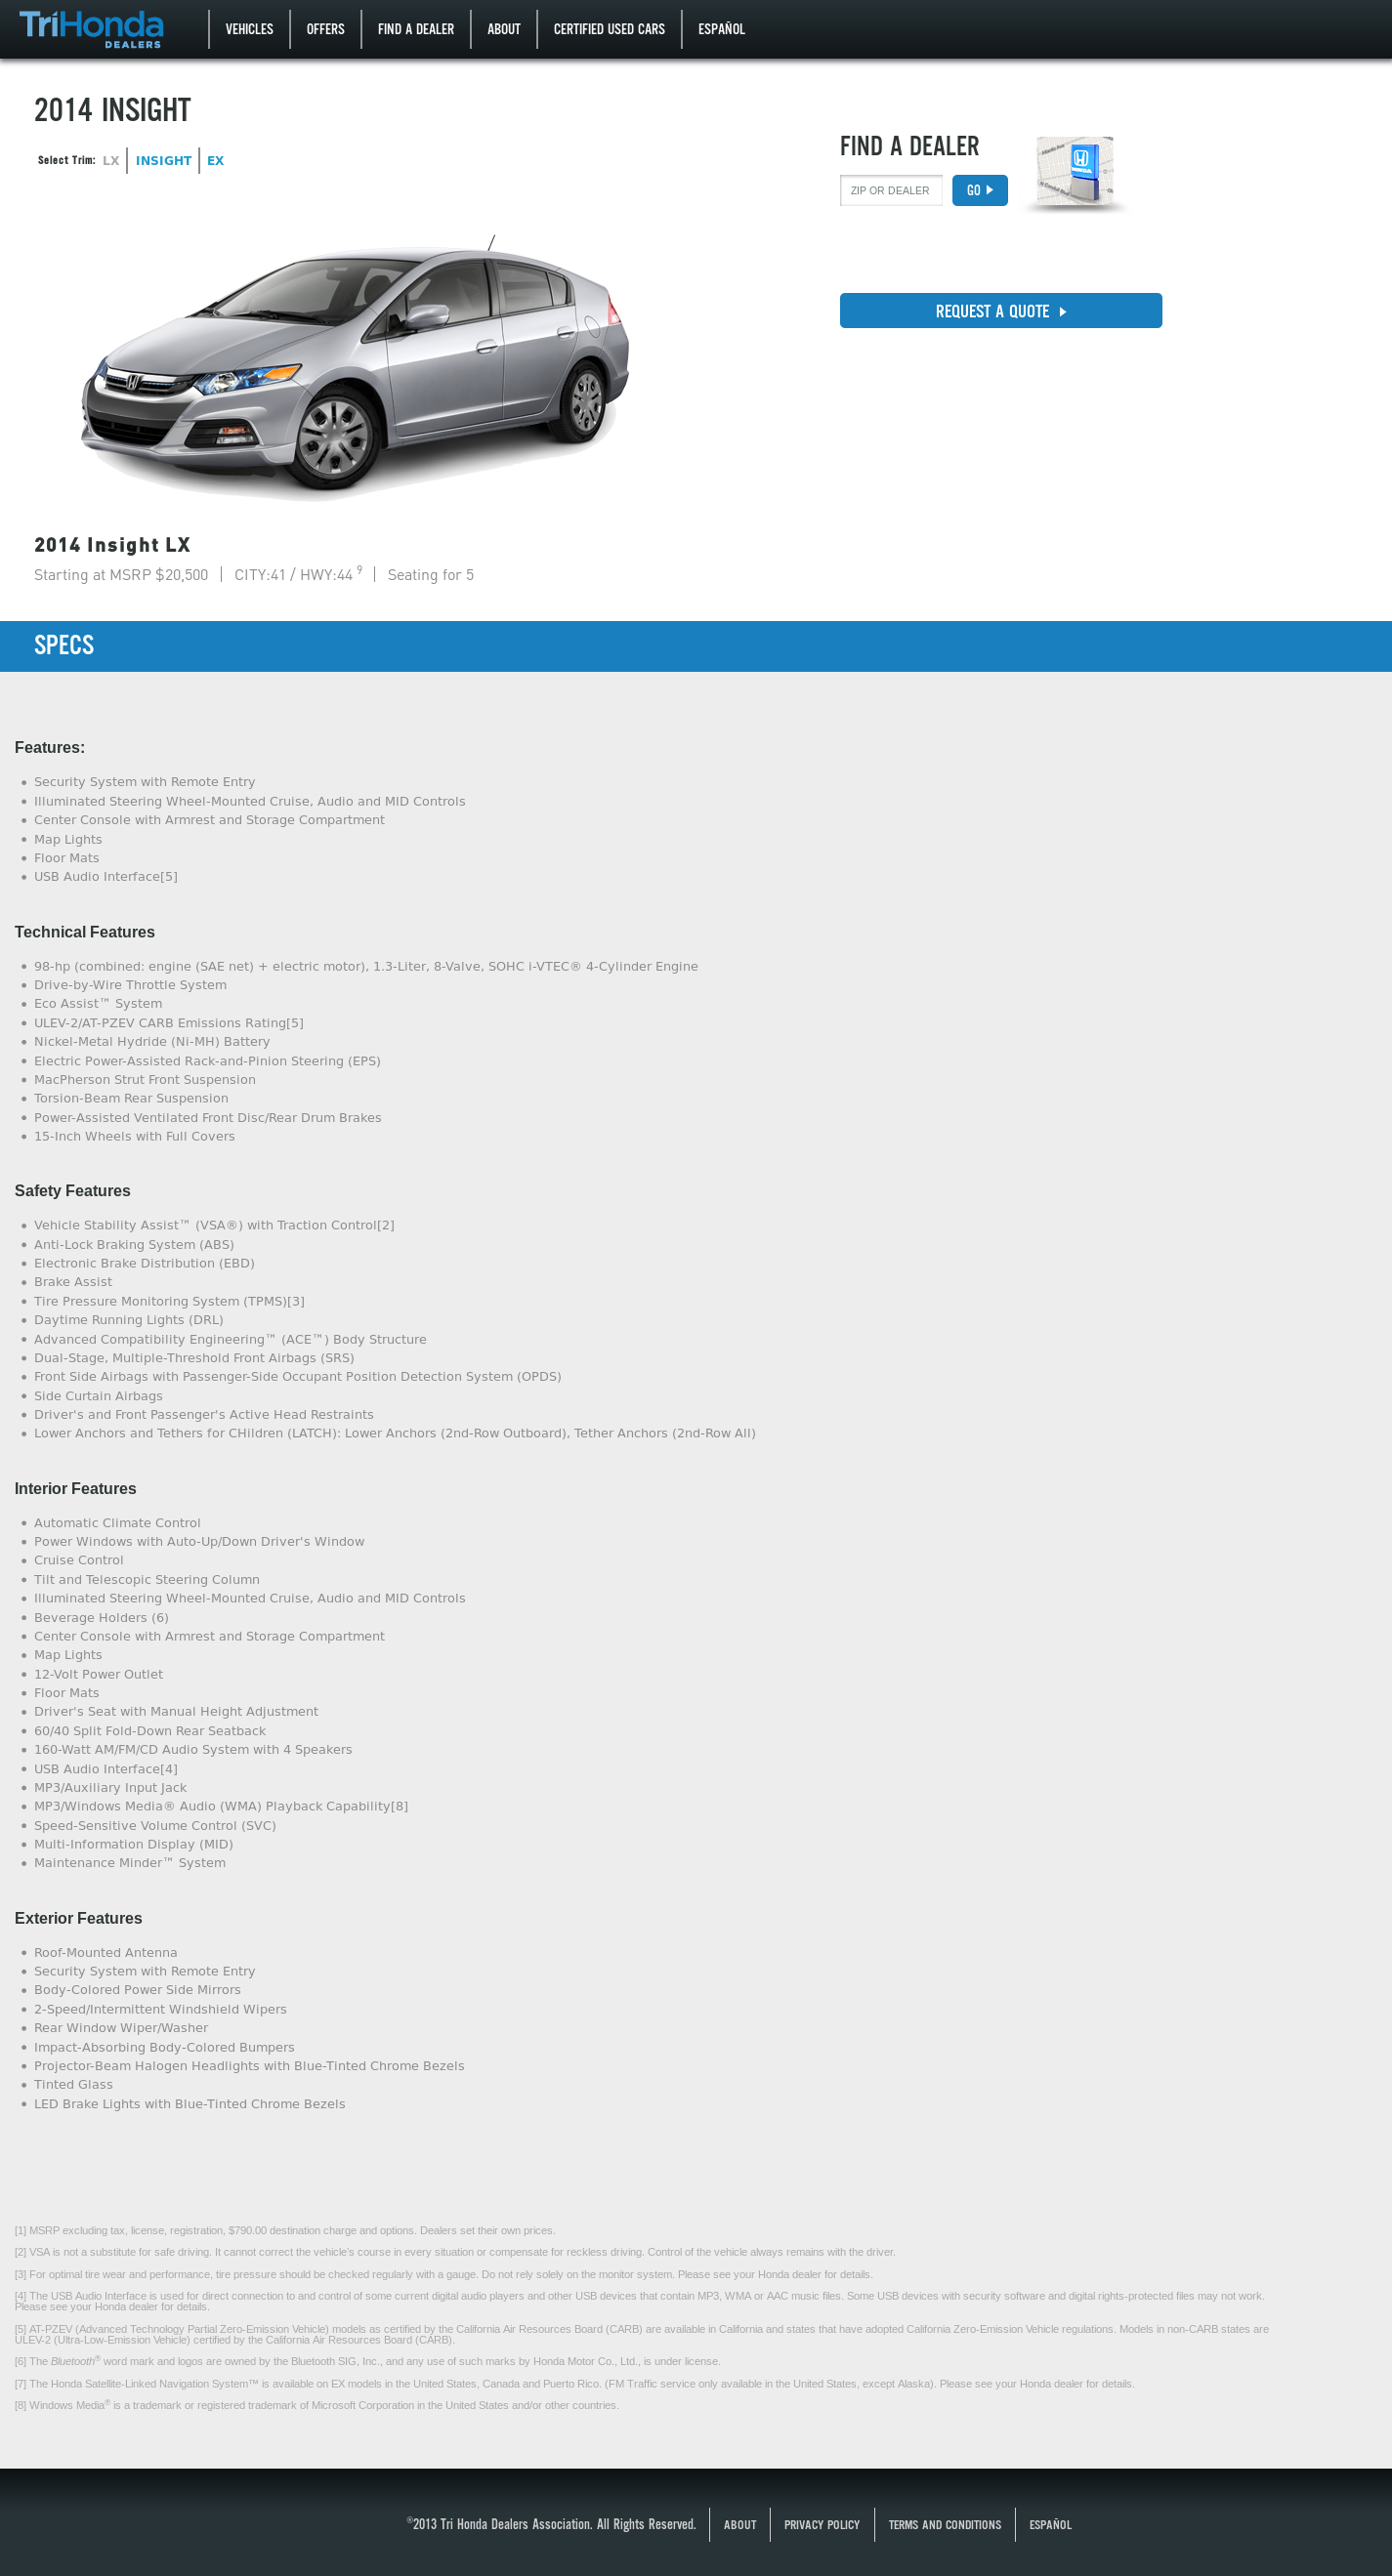 TriHonda
DEALERS
VEHICLES
OFFERS
FIND A DEALER
ABOUT
CERTIFIED USED CARS
ESPAÑOL
2014 INSIGHT
Select Trim: LX INSIGHT EX
FIND A DEALER
ZIP OR DEALER
GO
REQUEST A QUOTE
2014 Insight LX
Starting at MSRP $20,500 | CITY:41 / HWY:44 9 | Seating for 5
SPECS
Features:
Security System with Remote Entry
Illuminated Steering Wheel-Mounted Cruise, Audio and MID Controls
Center Console with Armrest and Storage Compartment
Map Lights
Floor Mats
USB Audio Interface[5]
Technical Features
98-hp (combined: engine (SAE net) + electric motor), 1.3-Liter, 8-Valve, SOHC i-VTEC® 4-Cylinder Engine
Drive-by-Wire Throttle System
Eco Assist™ System
ULEV-2/AT-PZEV CARB Emissions Rating[5]
Nickel-Metal Hydride (Ni-MH) Battery
Electric Power-Assisted Rack-and-Pinion Steering (EPS)
MacPherson Strut Front Suspension
Torsion-Beam Rear Suspension
Power-Assisted Ventilated Front Disc/Rear Drum Brakes
15-Inch Wheels with Full Covers
Safety Features
Vehicle Stability Assist™ (VSA®) with Traction Control[2]
Anti-Lock Braking System (ABS)
Electronic Brake Distribution (EBD)
Brake Assist
Tire Pressure Monitoring System (TPMS)[3]
Daytime Running Lights (DRL)
Advanced Compatibility Engineering™ (ACE™) Body Structure
Dual-Stage, Multiple-Threshold Front Airbags (SRS)
Front Side Airbags with Passenger-Side Occupant Position Detection System (OPDS)
Side Curtain Airbags
Driver's and Front Passenger's Active Head Restraints
Lower Anchors and Tethers for CHildren (LATCH): Lower Anchors (2nd-Row Outboard), Tether Anchors (2nd-Row All)
Interior Features
Automatic Climate Control
Power Windows with Auto-Up/Down Driver's Window
Cruise Control
Tilt and Telescopic Steering Column
Illuminated Steering Wheel-Mounted Cruise, Audio and MID Controls
Beverage Holders (6)
Center Console with Armrest and Storage Compartment
Map Lights
12-Volt Power Outlet
Floor Mats
Driver's Seat with Manual Height Adjustment
60/40 Split Fold-Down Rear Seatback
160-Watt AM/FM/CD Audio System with 4 Speakers
USB Audio Interface[4]
MP3/Auxiliary Input Jack
MP3/Windows Media® Audio (WMA) Playback Capability[8]
Speed-Sensitive Volume Control (SVC)
Multi-Information Display (MID)
Maintenance Minder™ System
Exterior Features
Roof-Mounted Antenna
Security System with Remote Entry
Body-Colored Power Side Mirrors
2-Speed/Intermittent Windshield Wipers
Rear Window Wiper/Washer
Impact-Absorbing Body-Colored Bumpers
Projector-Beam Halogen Headlights with Blue-Tinted Chrome Bezels
Tinted Glass
LED Brake Lights with Blue-Tinted Chrome Bezels
[1] MSRP excluding tax, license, registration, $790.00 destination charge and options. Dealers set their own prices.
[2] VSA is not a substitute for safe driving. It cannot correct the vehicle's course in every situation or compensate for reckless driving. Control of the vehicle always remains with the driver.
[3] For optimal tire wear and performance, tire pressure should be checked regularly with a gauge. Do not rely solely on the monitor system. Please see your Honda dealer for details.
[4] The USB Audio Interface is used for direct connection to and control of some current digital audio players and other USB devices that contain MP3, WMA or AAC music files. Some USB devices with security software and digital rights-protected files may not work.
Please see your Honda dealer for details.
[5] AT-PZEV (Advanced Technology Partial Zero-Emission Vehicle) models as certified by the California Air Resources Board (CARB) are available in California and states that have adopted California Zero-Emission Vehicle regulations. Models in non-CARB states are
ULEV-2 (Ultra-Low-Emission Vehicle) certified by the California Air Resources Board (CARB).
[6] The Bluetooth® word mark and logos are owned by the Bluetooth SIG, Inc., and any use of such marks by Honda Motor Co., Ltd., is under license.
[7] The Honda Satellite-Linked Navigation System™ is available on EX models in the United States, Canada and Puerto Rico. (FM Traffic service only available in the United States, except Alaska). Please see your Honda dealer for details.
[8] Windows Media® is a trademark or registered trademark of Microsoft Corporation in the United States and/or other countries.
®2013 Tri Honda Dealers Association. All Rights Reserved.
ABOUT
PRIVACY POLICY
TERMS AND CONDITIONS
ESPAÑOL